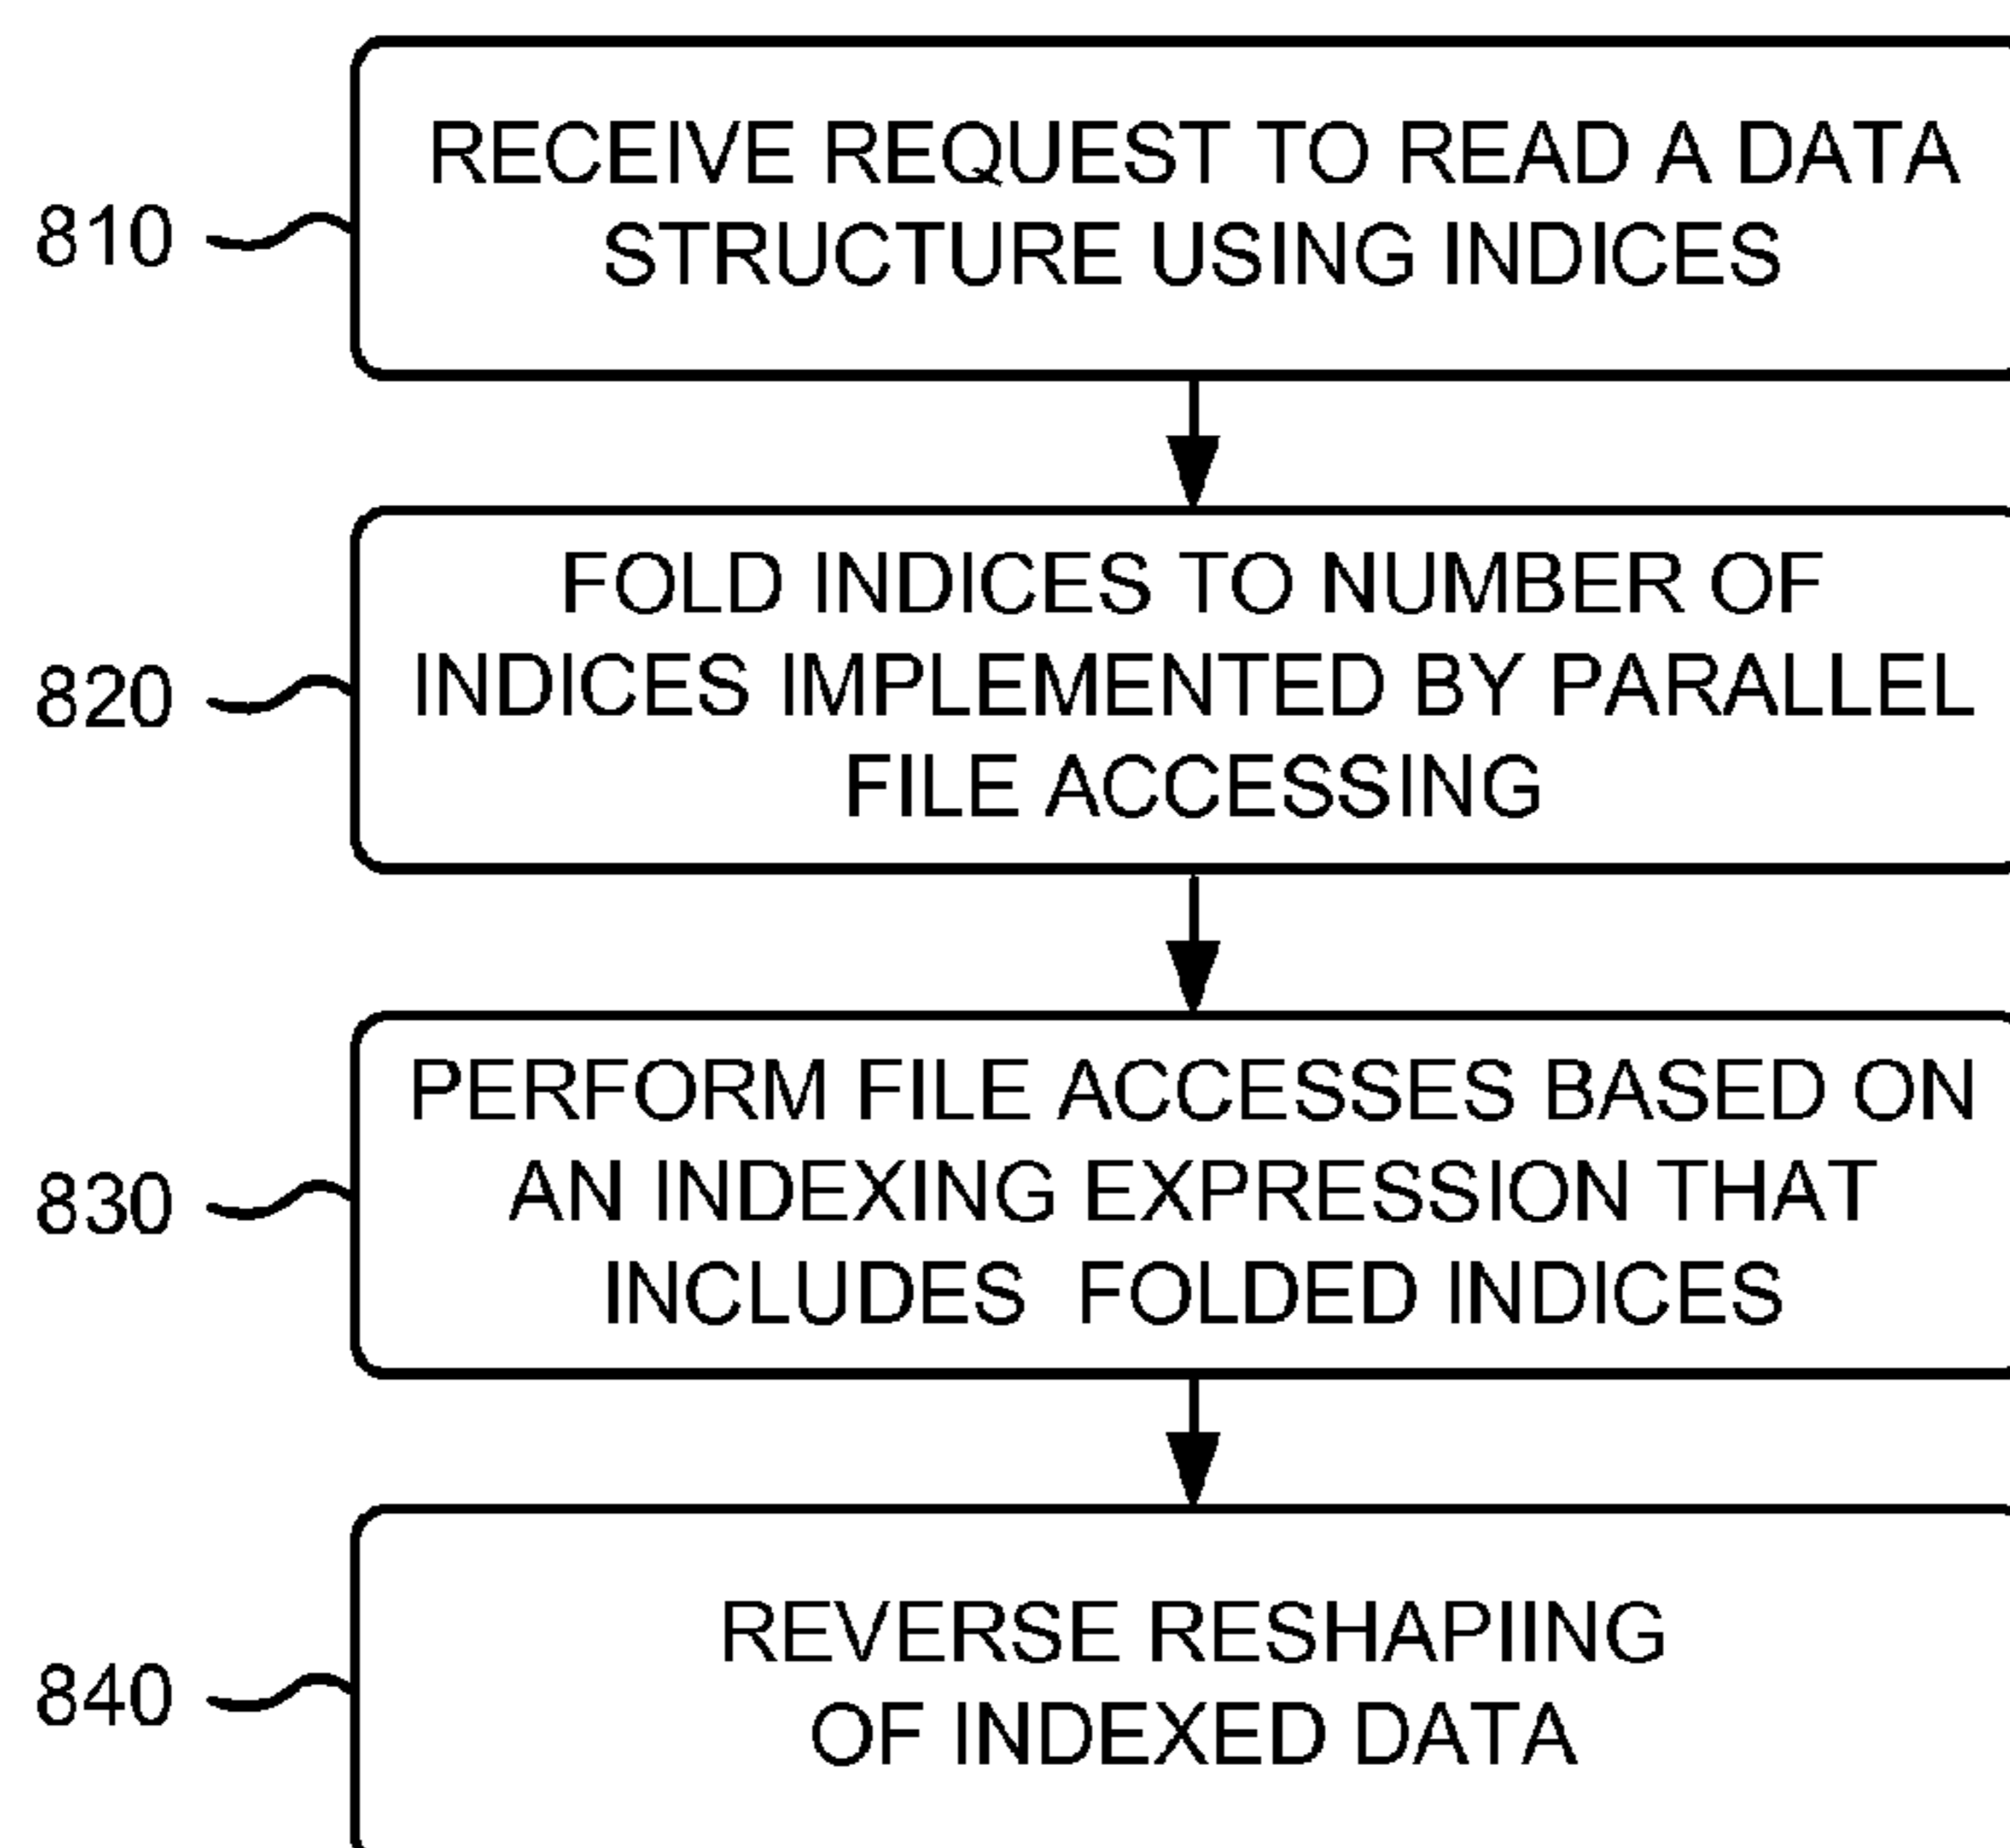 RECEIVE REQUEST TO READ A DATA
STRUCTURE USING INDICES
810
FOLD INDICES TO NUMBER OF
INDICES IMPLEMENTED BY PARALLEL
FILE ACCESSING
820
PERFORM FILE ACCESSES BASED ON
AN INDEXING EXPRESSION THAT
INCLUDES FOLDED INDICES
830
REVERSE RESHAPIING
OF INDEXED DATA
840